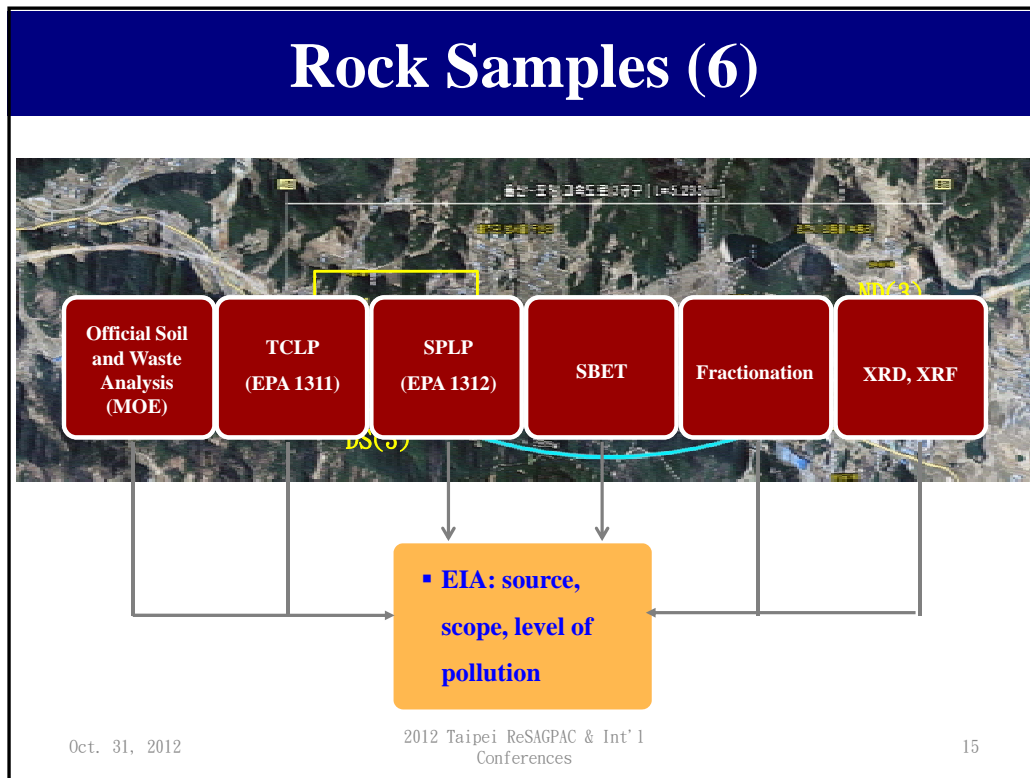 Rock Samples (6)
Official Soil
and Waste
Analysis
(MOE)
TCLP
(EPA 1311)
SPLP
(EPA 1312)
SBET
Fractionation
XRD, XRF
▪ EIA: source,
scope, level of
pollution
Oct. 31, 2012
2012 Taipei ReSAGPAC & Int'l
Conferences
15